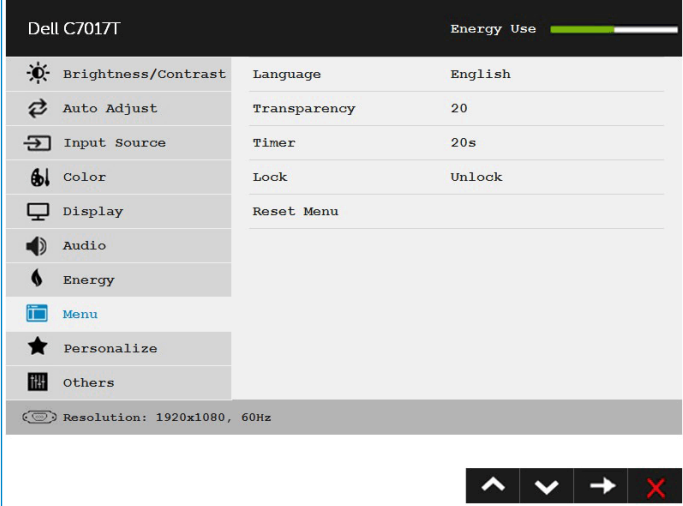 Dell C7017T
Energy Use
Brightness/Contrast
Language English
Auto Adjust
Transparency 20
Input Source
Timer 20s
Color
Lock Unlock
Display
Reset Menu
Audio
Energy
Menu
Personalize
Others
Resolution: 1920x1080, 60Hz